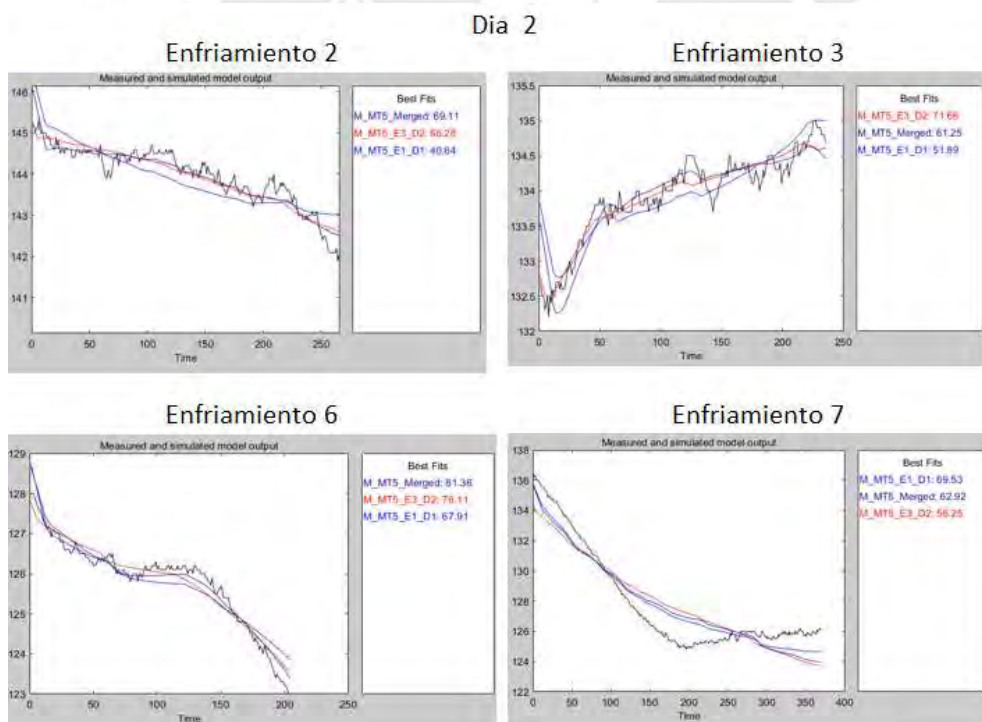 Dia 2
Enfriamiento 2
Measured and simulated model output
146
145
144
143
142
141
0 50 100 150 200 250
Time
Best Fits
M_MT5_Merged: 69.11
M_MT5_E3_D2: 68.28
M_MT5_E1_D1: 40.64
Enfriamiento 3
Measured and simulated model output
135.5
135
134.5
134
133.5
133
132.5
132
0 50 100 150 200 250
Time
Best Fits
M_MT5_E3_D2: 71.66
M_MT5_Merged: 61.25
M_MT5_E1_D1: 51.89
Enfriamiento 6
Measured and simulated model output
129
128
127
126
125
124
123
0 50 100 150 200 250
Time
Best Fits
M_MT5_Merged: 81.36
M_MT5_E3_D2: 76.11
M_MT5_E1_D1: 67.91
Enfriamiento 7
Measured and simulated model output
138
136
134
132
130
128
126
124
122
0 50 100 150 200 250 300 350 400
Time
Best Fits
M_MT5_E1_D1: 69.53
M_MT5_Merged: 62.92
M_MT5_E3_D2: 56.25